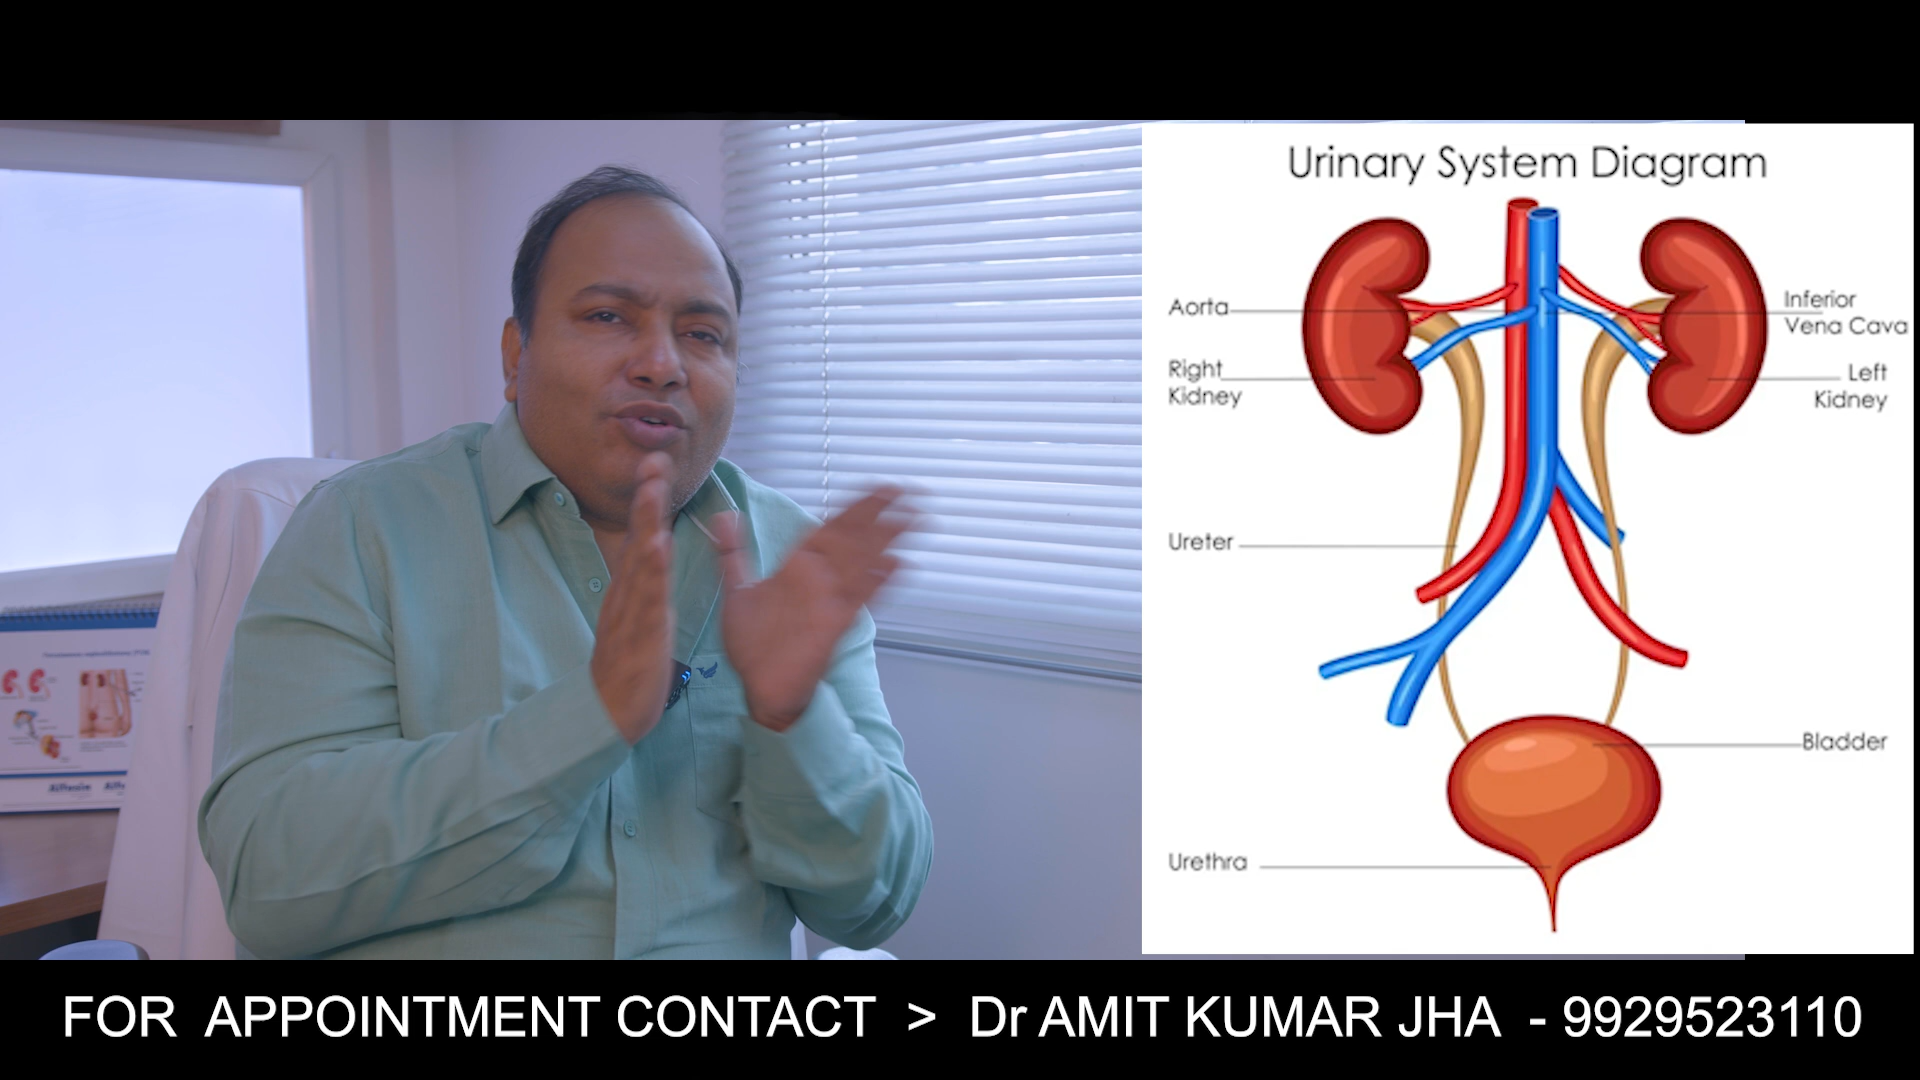 Urinary System Diagram
Aorta
Inferior
Vena Cava
Right
Kidney
Left
Kidney
Ureter
Bladder
Urethra
FOR APPOINTMENT CONTACT > Dr AMIT KUMAR JHA - 9929523110